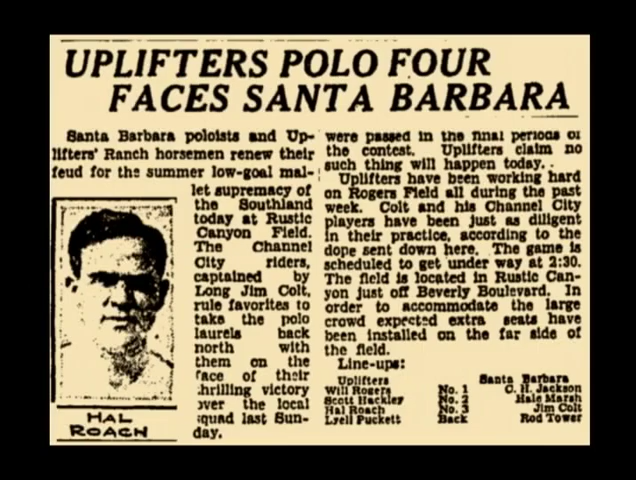 UPLIFTERS POLO FOUR
FACES SANTA BARBARA
Santa Barbara poloists and Up-
lifters' Ranch horsemen renew their
feud for the summer low-goal mal-
let supremacy of
the Southland
today at Rustic
Canyon Field.
The Channel
City riders,
captained by
Long Jim Colt,
rule favorites to
take the polo
laurels back
north with
them on the
face of their
thrilling victory
over the local
squad last Sun-
day.
HAL
ROACH
were passed in the final periods of
the contest. Uplifters claim no
such thing will happen today.
Uplifters have been working hard
on Rogers Field all during the past
week. Colt and his Channel City
players have been just as diligent
in their practice, according to the
dope sent down here. The game is
scheduled to get under way at 2:30.
The field is located in Rustic Can-
yon just off Beverly Boulevard. In
order to accommodate the large
crowd expected extra seats have
been installed on the far side of
the field.
Line-ups:
Uplifters Santa Barbara
Will Rogers No. 1 C. H. Jackson
Scott Hackley No. 2 Hale Marsh
Hal Roach No. 3 Jim Colt
Lyell Puckett Back Rod Tower